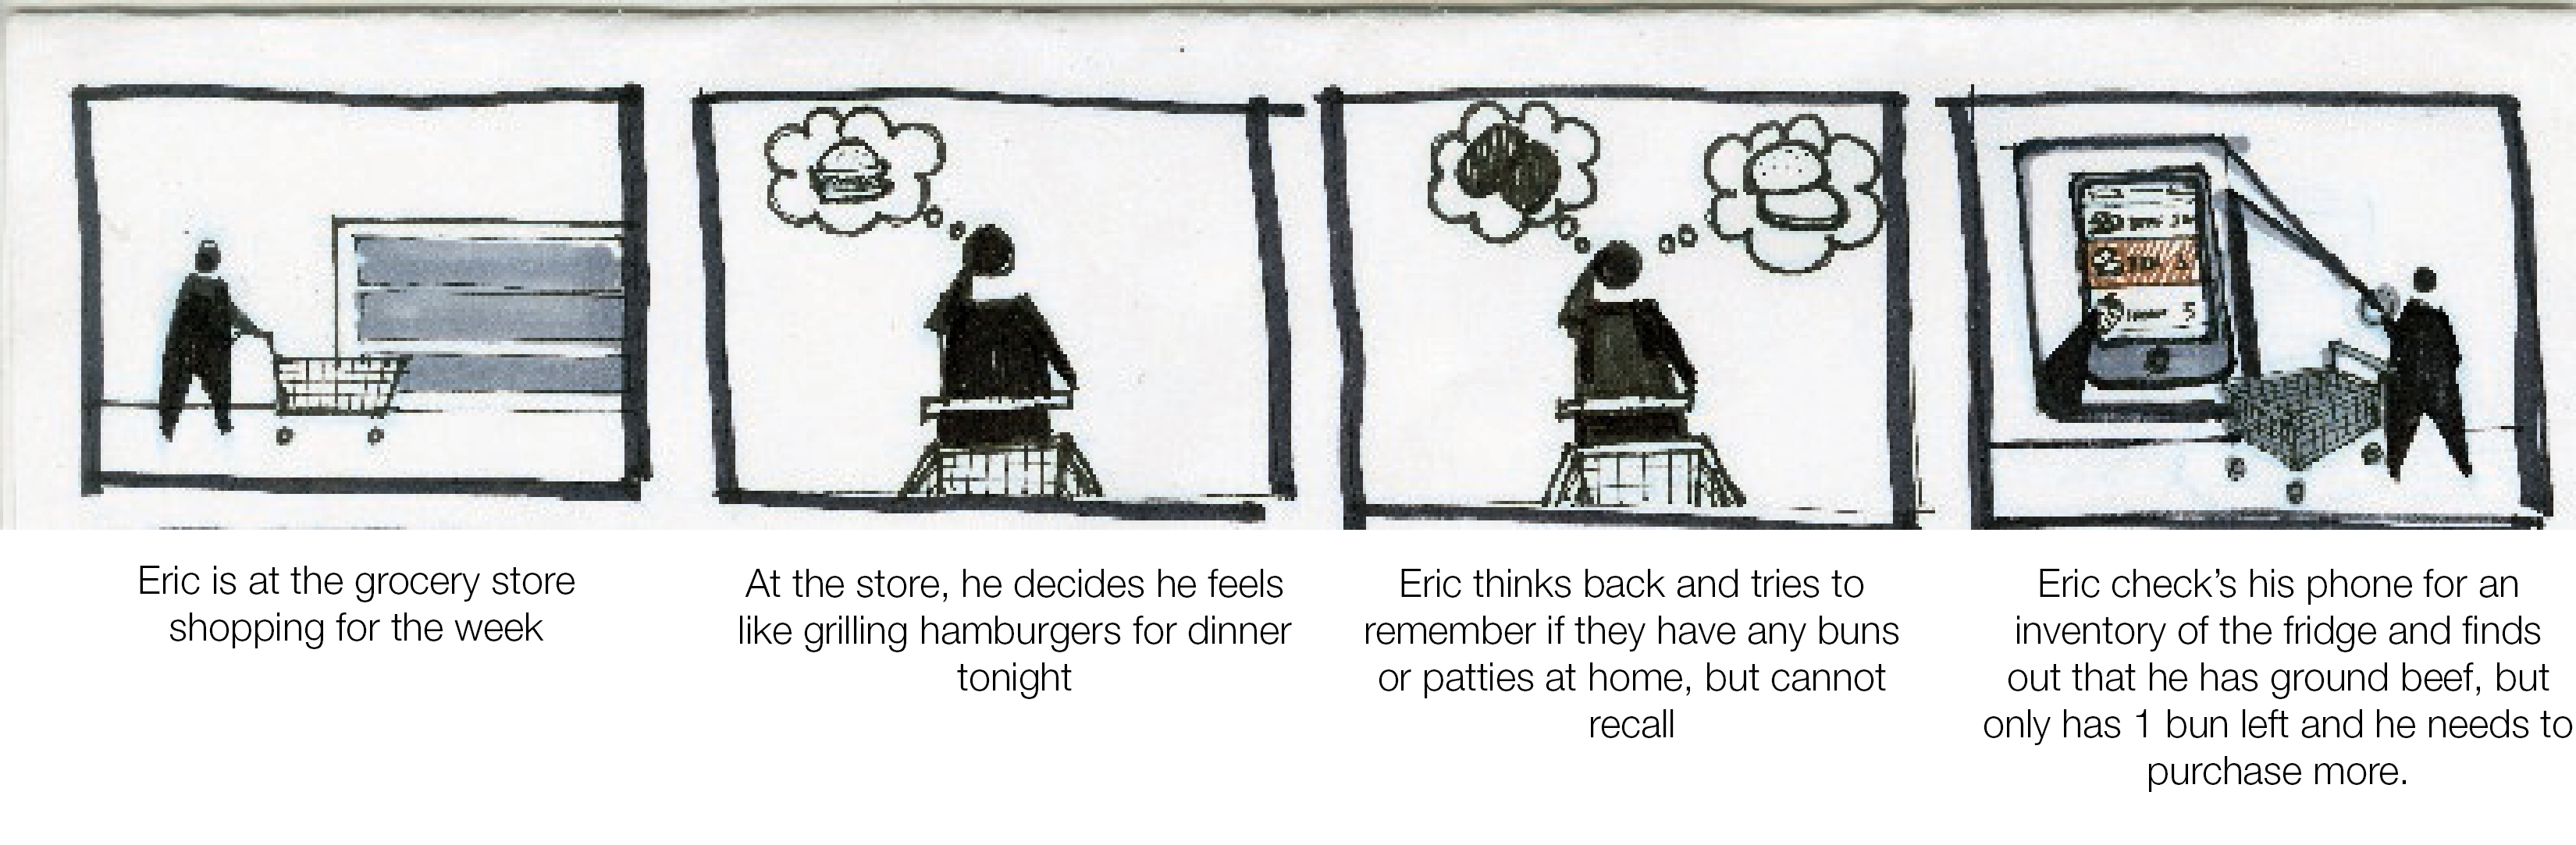 Eric is at the grocery store
shopping for the week
At the store, he decides he feels
like grilling hamburgers for dinner
tonight
Eric thinks back and tries to
remember if they have any buns
or patties at home, but cannot
recall
Eric check's his phone for an
inventory of the fridge and finds
out that he has ground beef, but
only has 1 bun left and he needs to
purchase more.
5